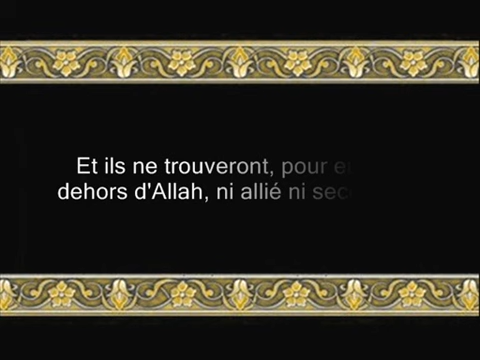 Et ils ne trouveront, pour
dehors d'Allah, ni allié ni